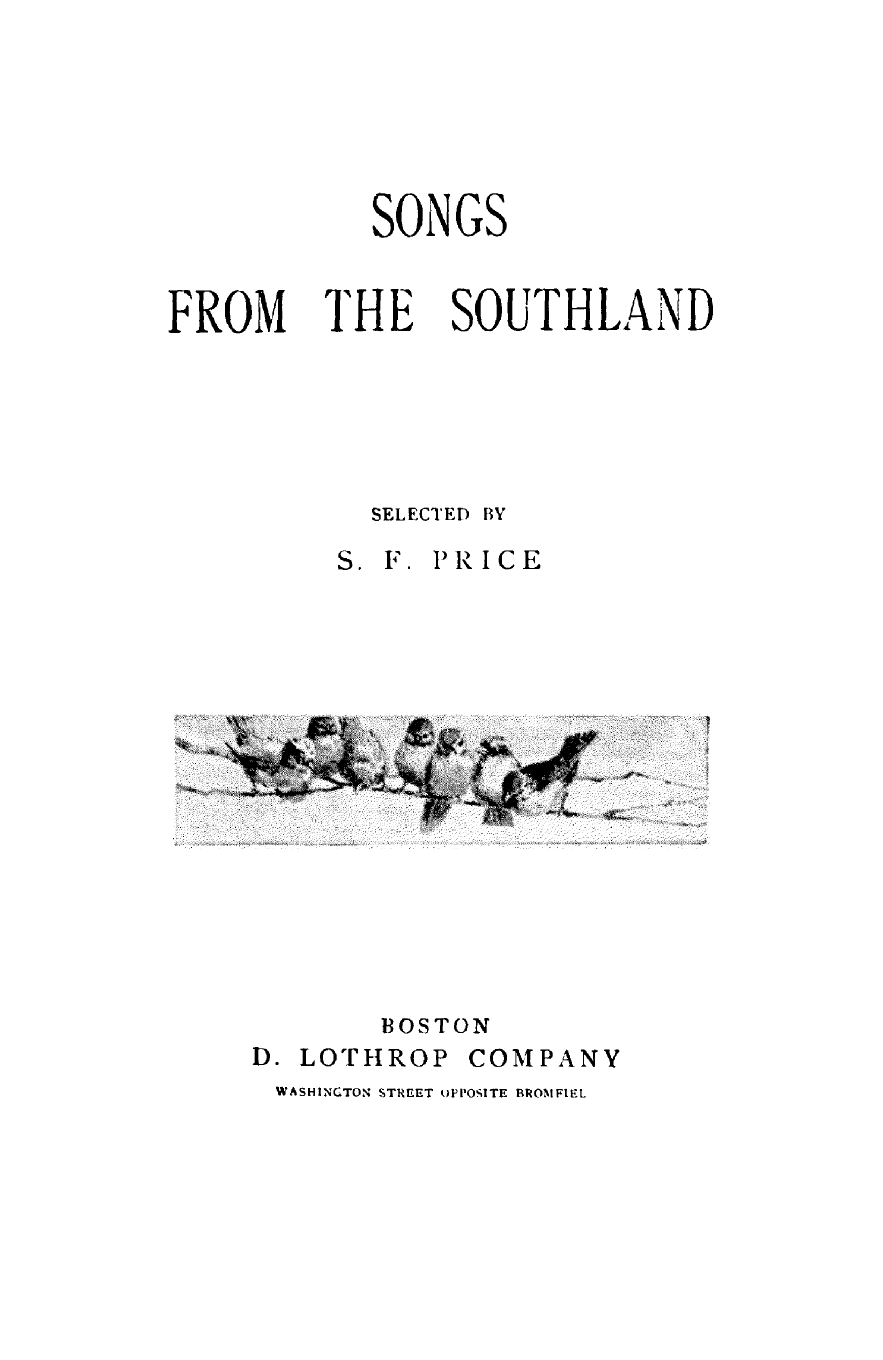 SONGS
FROM THE SOUTHLAND
SELECTED BY
S. F. PRICE
BOSTON
D. LOTHROP COMPANY
WASHINGTON STREET OPPOSITE BROMFIEL